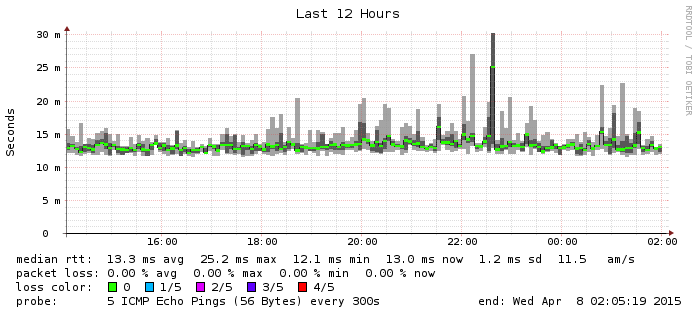 Last 12 Hours
RRDTOOL / TOBI OETIKER
Seconds
30 m
25 m
20 m
15 m
10 m
5 m
0
16:00 18:00 20:00 22:00 00:00 02:00
median rtt: 13.3 ms avg 25.2 ms max 12.1 ms min 13.0 ms now 1.2 ms sd 11.5 am/s
packet loss: 0.00 % avg 0.00 % max 0.00 % min 0.00 % now
loss color: 0 1/5 2/5 3/5 4/5
probe: 5 ICMP Echo Pings (56 Bytes) every 300s end: Wed Apr 8 02:05:19 2015